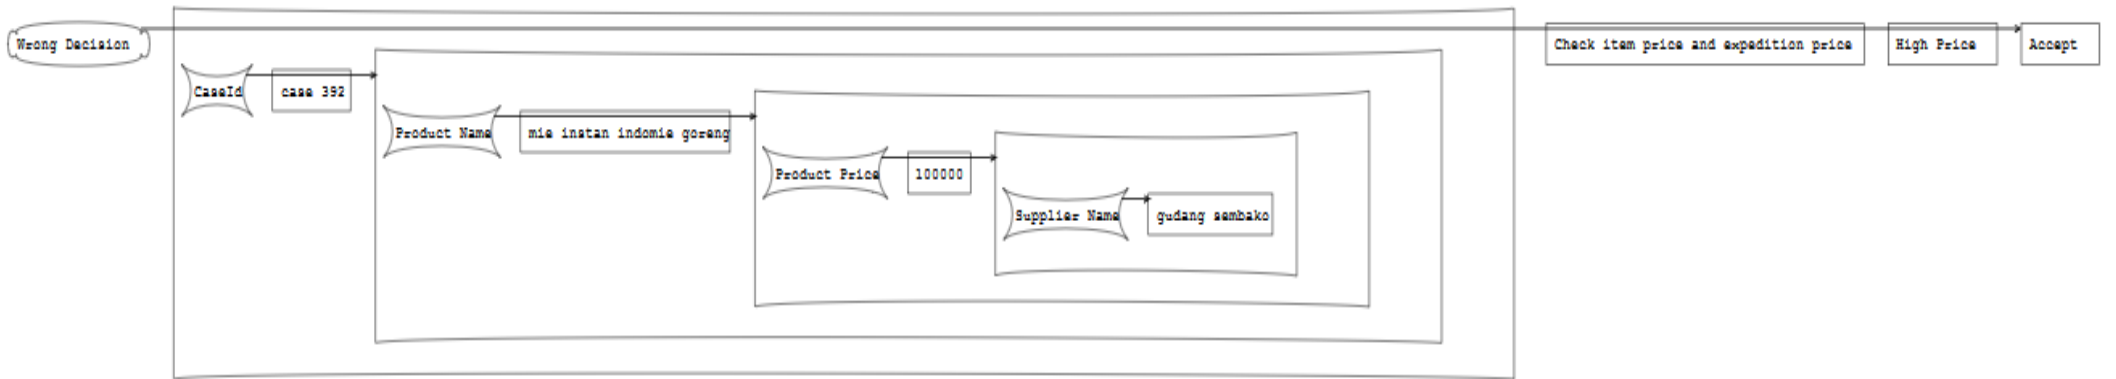 Wrong Decision
CaseId
case 392
Product Name
mie instan indomie goreng
Product Price
100000
Supplier Name
gudang sembako
Check item price and expedition price
High Price
Accept